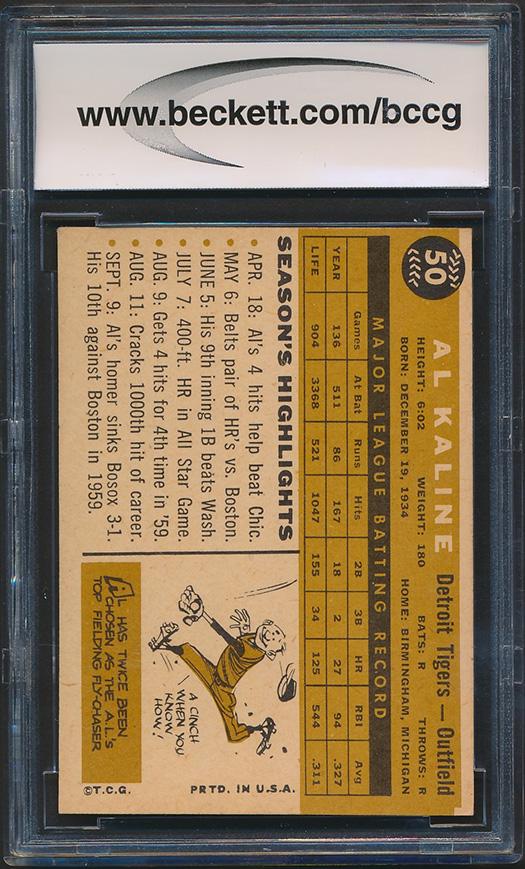 www.beckett.com/bccg
50
AL KALINE Detroit Tigers — Outfield
HEIGHT: 6:02 WEIGHT: 180 BATS: R THROWS: R
BORN: DECEMBER 19, 1934 HOME: BIRMINGHAM, MICHIGAN
MAJOR LEAGUE BATTING RECORD
Games At Bat Runs Hits 2B 3B HR RBI Avg
YEAR 136 511 86 167 18 2 27 94 .327
LIFE 904 3368 521 1047 155 34 125 544 .311
SEASON'S HIGHLIGHTS
• APR. 18: Al's 4 hits help beat Chic.
• MAY 6: Belts pair of HR's vs. Boston.
• JUNE 5: His 9th inning 1B beats Wash.
• JULY 7: 400-ft. HR in All Star Game.
• AUG. 9: Gets 4 hits for 4th time in '59.
• AUG. 11: Cracks 1000th hit of career.
• SEPT. 9: Al's homer sinks Bosox 3-1.
His 10th against Boston in 1959.
A CINCH
WHEN YOU
KNOW
HOW!
AL HAS TWICE BEEN
CHOSEN AS THE A.L.'s
TOP FIELDING FLY-CHASER
©T.C.G. PRTD. IN U.S.A.